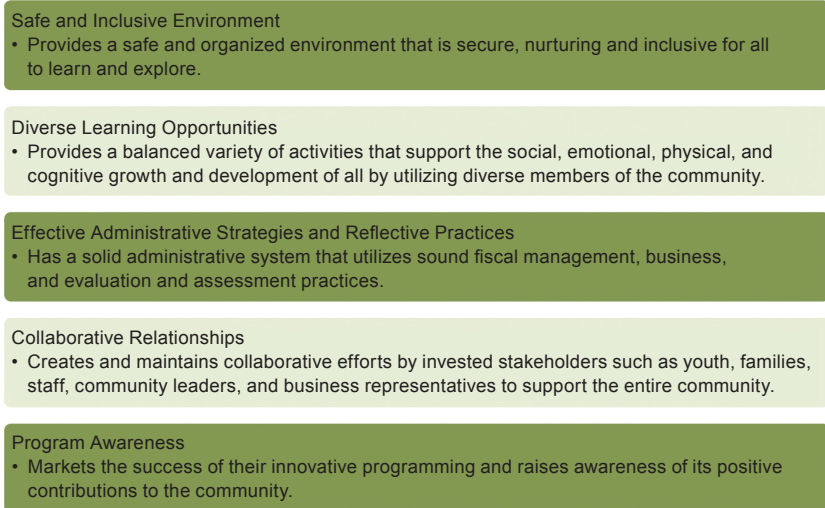 Safe and Inclusive Environment
• Provides a safe and organized environment that is secure, nurturing and inclusive for all
to learn and explore.
Diverse Learning Opportunities
• Provides a balanced variety of activities that support the social, emotional, physical, and
cognitive growth and development of all by utilizing diverse members of the community.
Effective Administrative Strategies and Reflective Practices
• Has a solid administrative system that utilizes sound fiscal management, business,
and evaluation and assessment practices.
Collaborative Relationships
• Creates and maintains collaborative efforts by invested stakeholders such as youth, families,
staff, community leaders, and business representatives to support the entire community.
Program Awareness
• Markets the success of their innovative programming and raises awareness of its positive
contributions to the community.